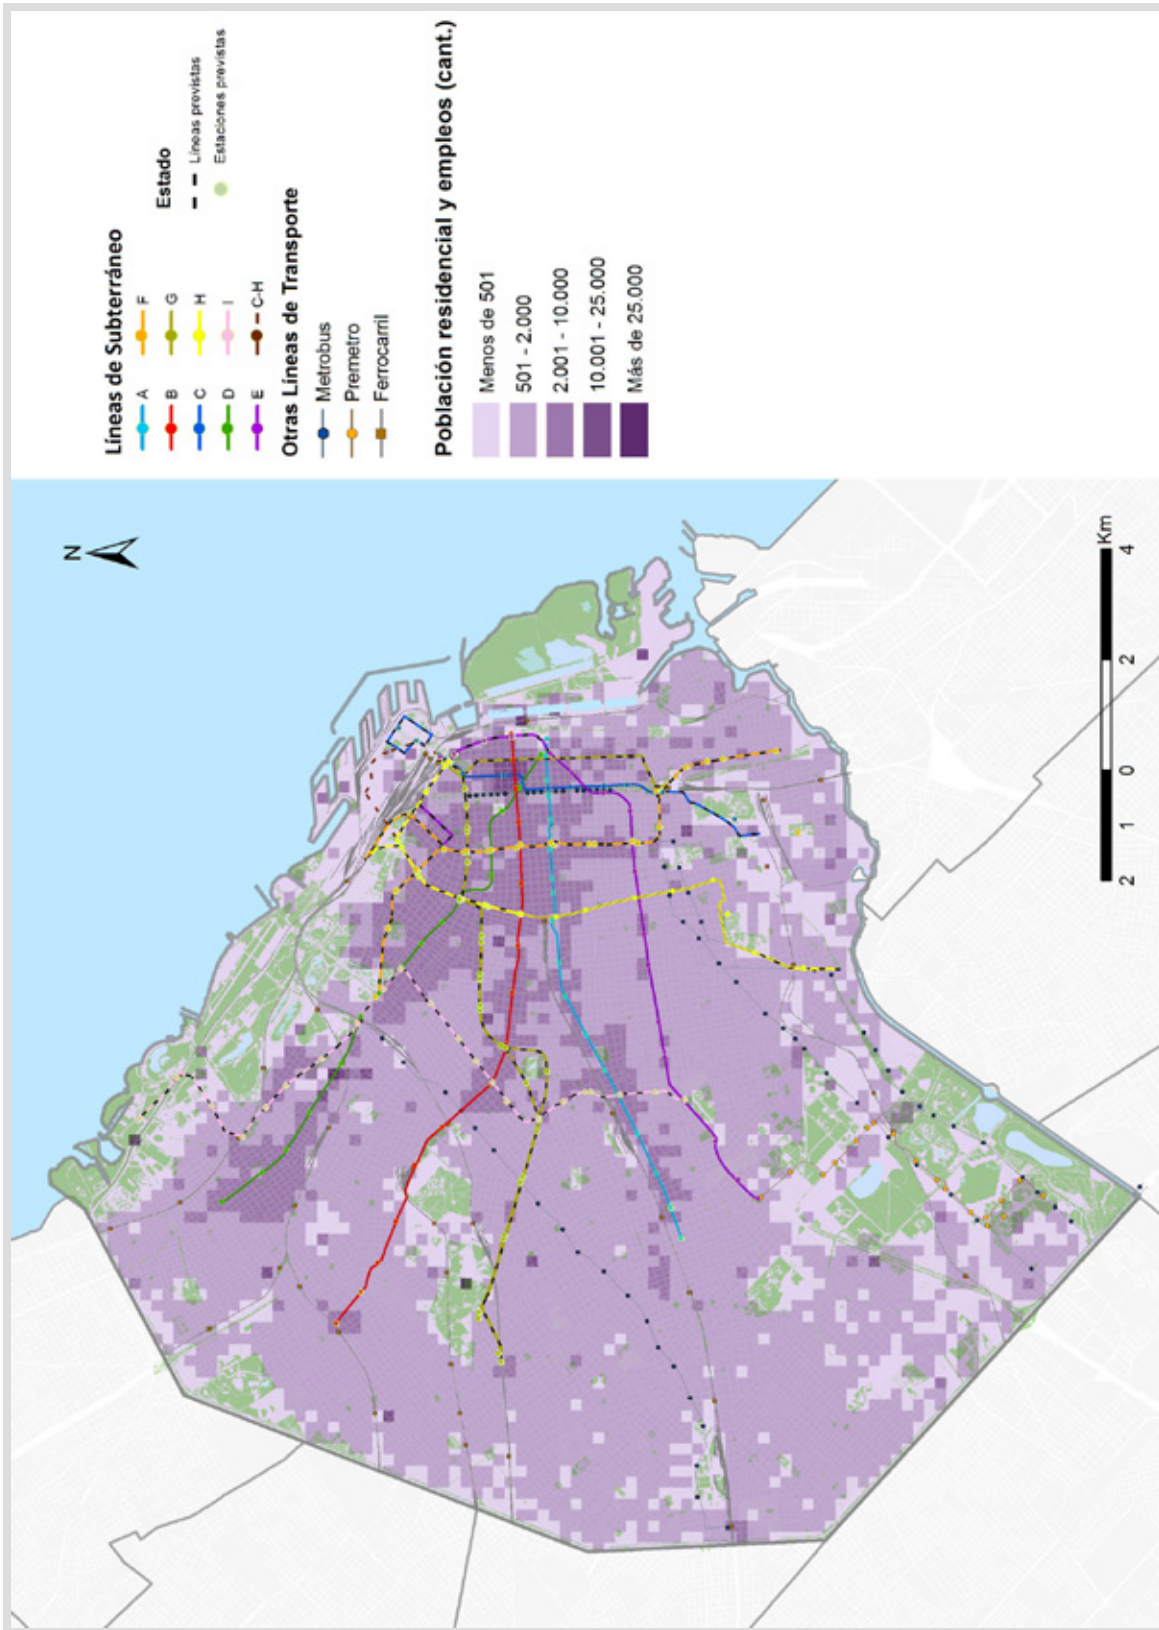 Líneas de Subterráneo
A
B
C
D
E
F
G
H
I
C-H
Estado
Líneas previstas
Estaciones previstas
Otras Líneas de Transporte
Metrobus
Premetro
Ferrocarril
Población residencial y empleos (cant.)
Menos de 501
501 - 2.000
2.001 - 10.000
10.001 - 25.000
Más de 25.000
N
2 1 0 2 4
Km